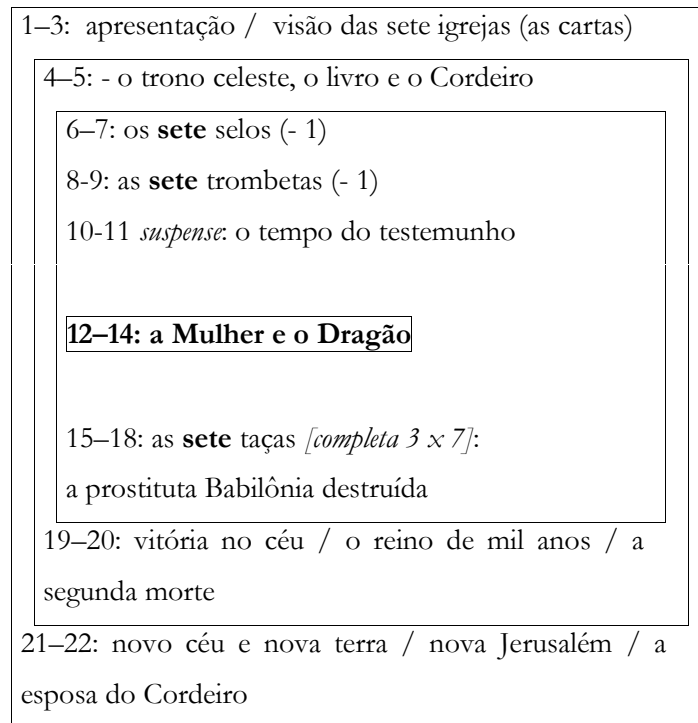 1–3: apresentação / visão das sete igrejas (as cartas)
4–5: - o trono celeste, o livro e o Cordeiro
6–7: os sete selos (- 1)
8-9: as sete trombetas (- 1)
10-11 suspense: o tempo do testemunho
12–14: a Mulher e o Dragão
15–18: as sete taças [completa 3 x 7]:
a prostituta Babilônia destruída
19–20: vitória no céu / o reino de mil anos / a
segunda morte
21–22: novo céu e nova terra / nova Jerusalém / a
esposa do Cordeiro